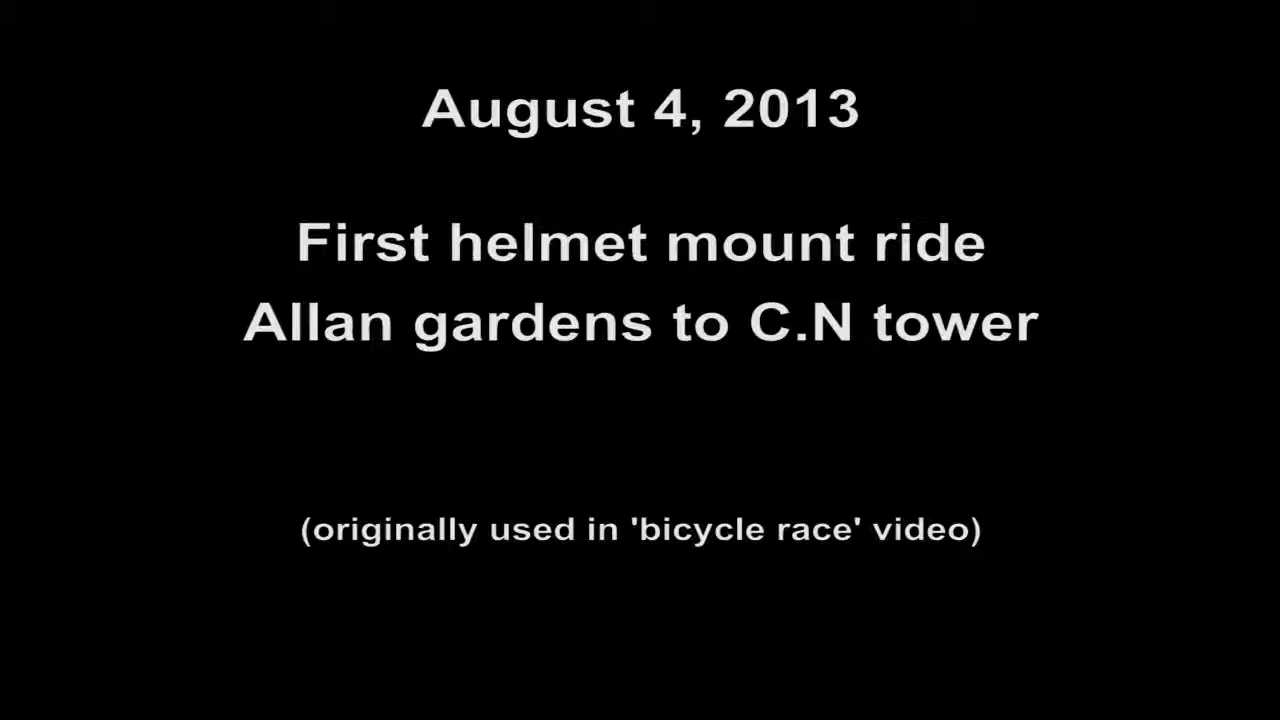 August 4, 2013
First helmet mount ride
Allan gardens to C.N tower
(originally used in 'bicycle race' video)